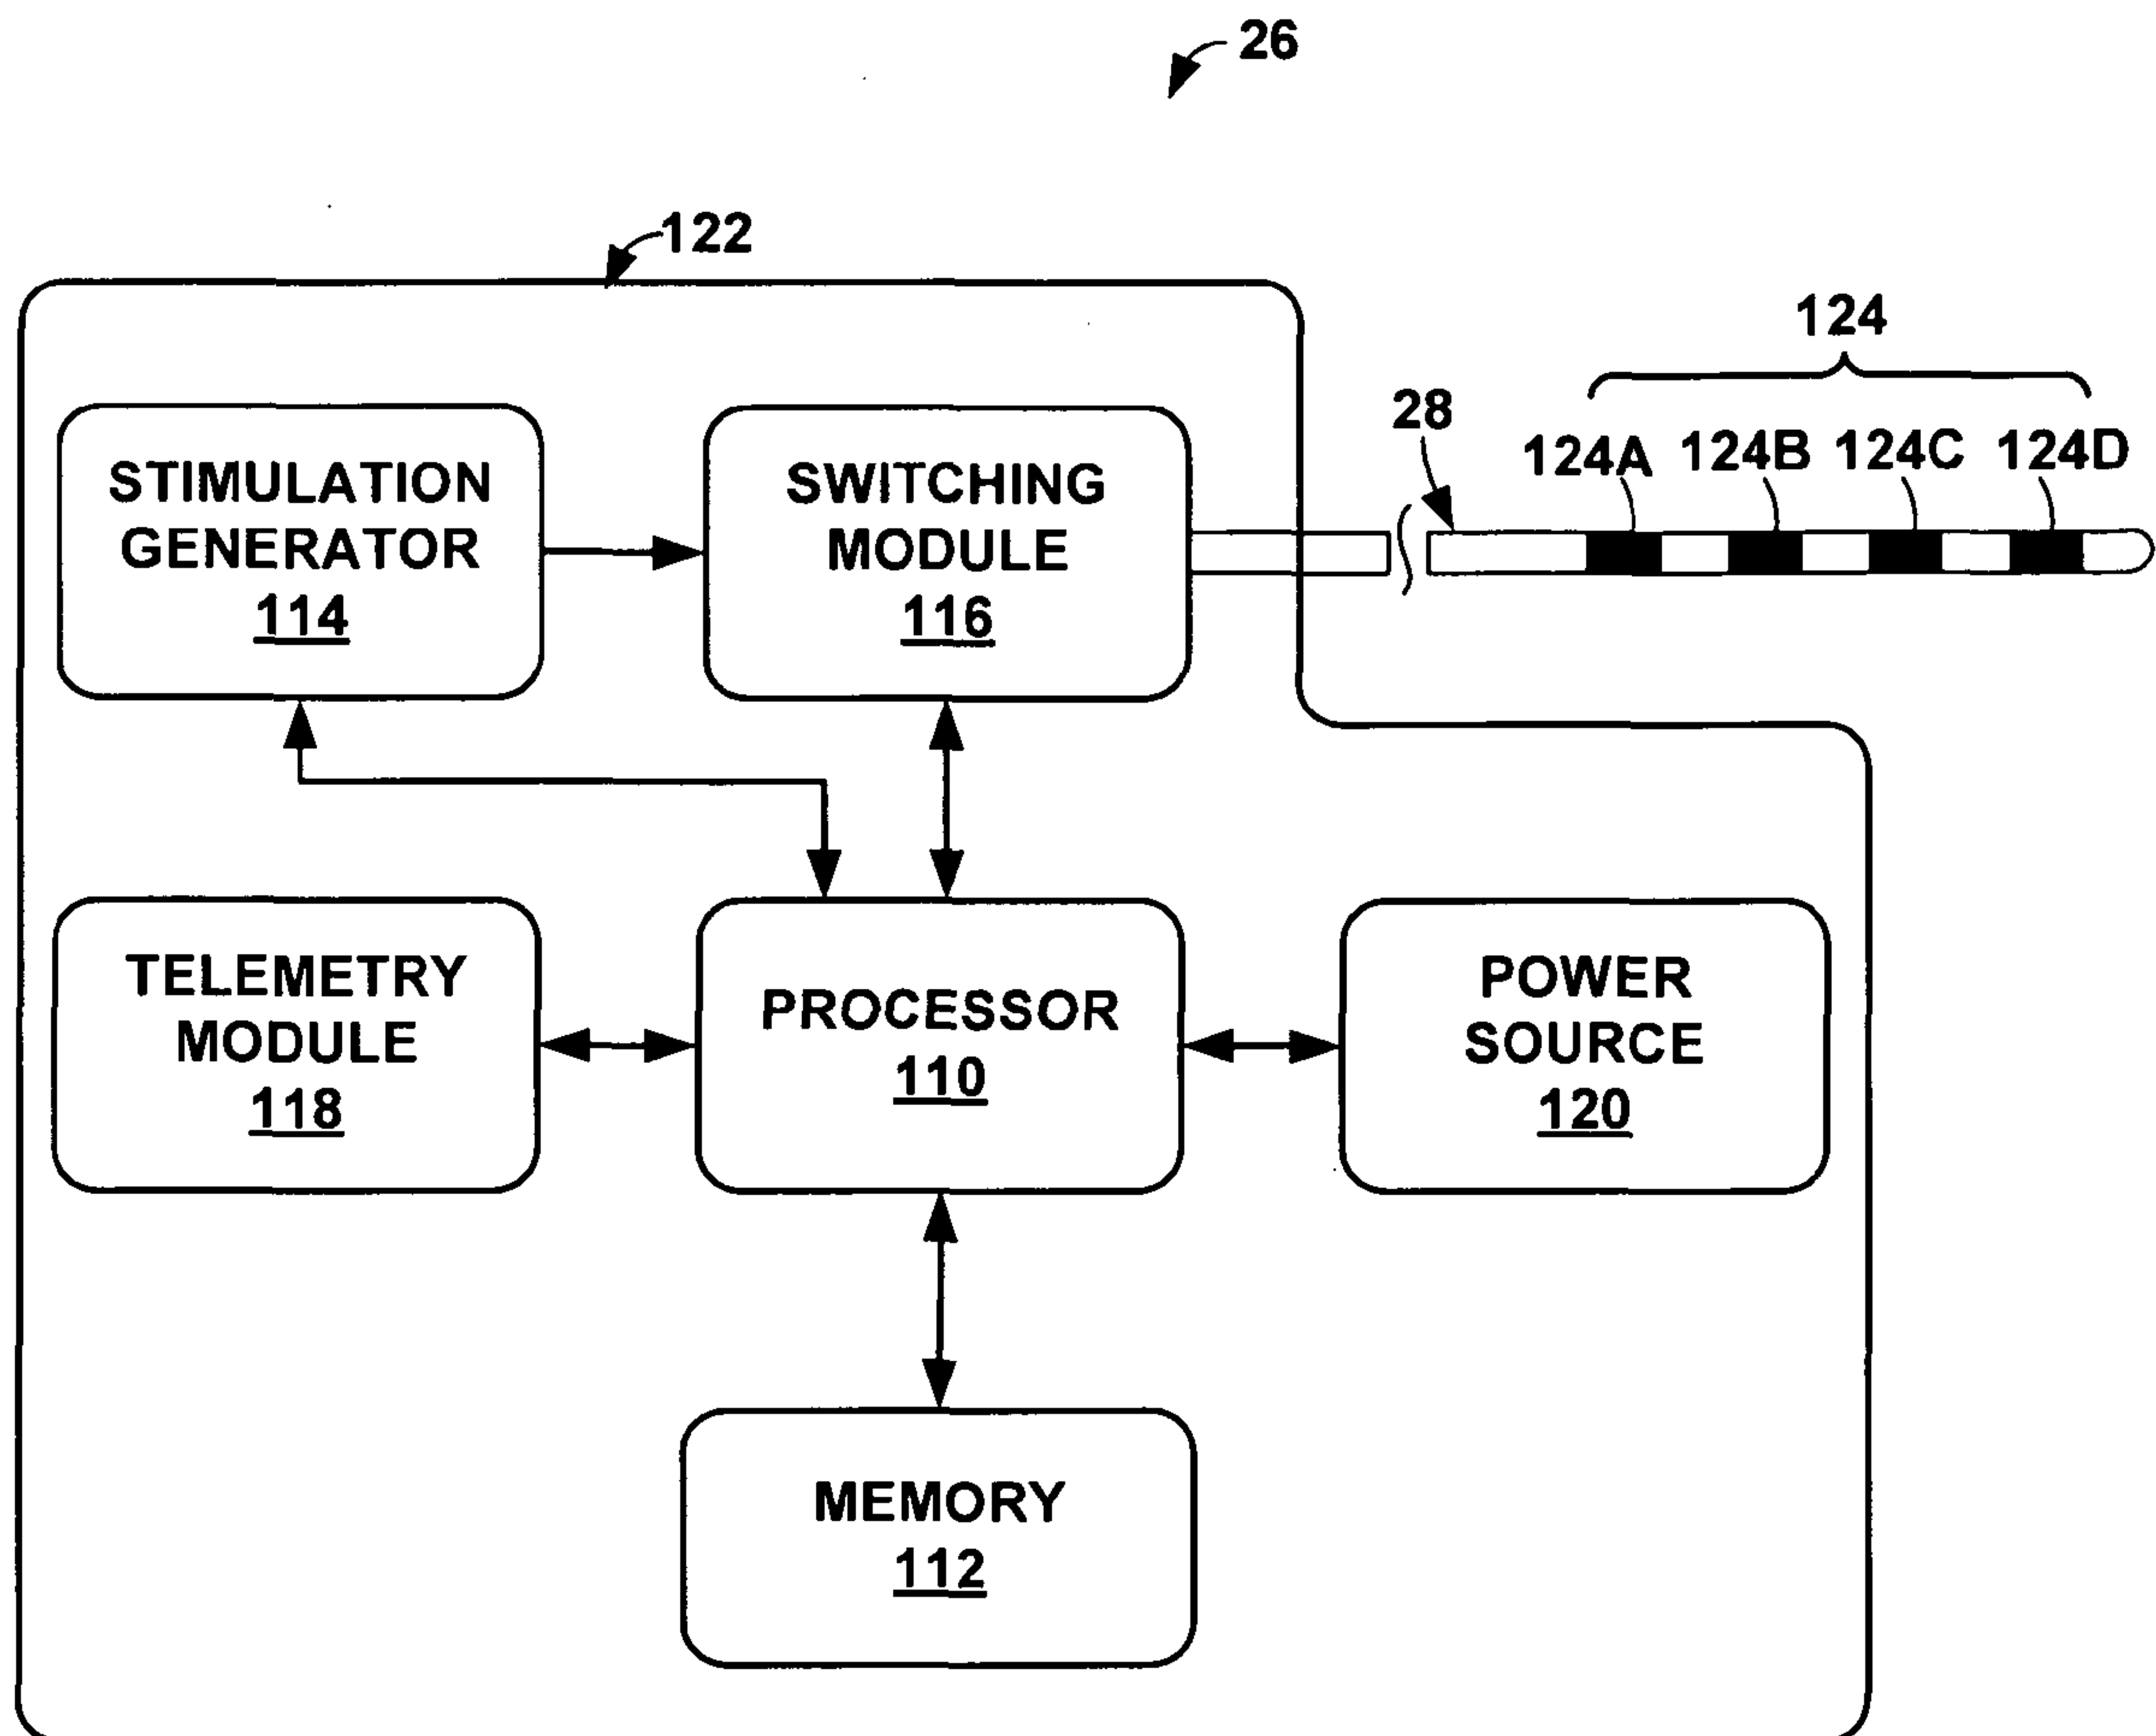 26
122
124
28
124A 124B 124C 124D
STIMULATION
GENERATOR
114
SWITCHING
MODULE
116
TELEMETRY
MODULE
118
PROCESSOR
110
POWER
SOURCE
120
MEMORY
112